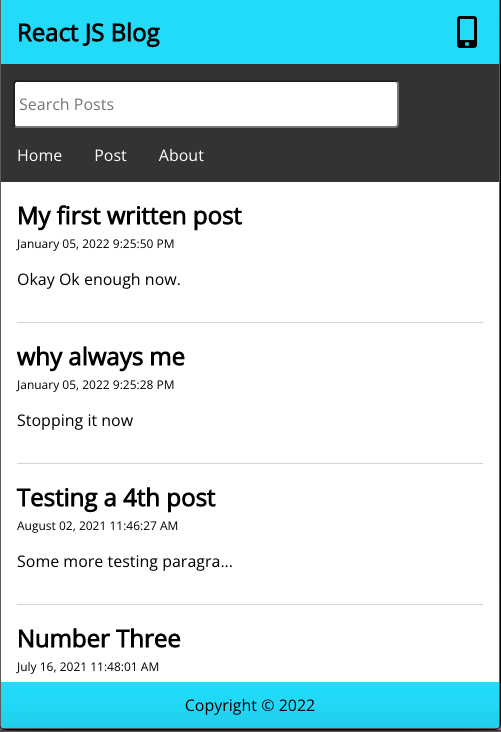 React JS Blog
Search Posts
Home Post About
My first written post
January 05, 2022 9:25:50 PM
Okay Ok enough now.
why always me
January 05, 2022 9:25:28 PM
Stopping it now
Testing a 4th post
August 02, 2021 11:46:27 AM
Some more testing paragra...
Number Three
July 16, 2021 11:48:01 AM
Copyright © 2022